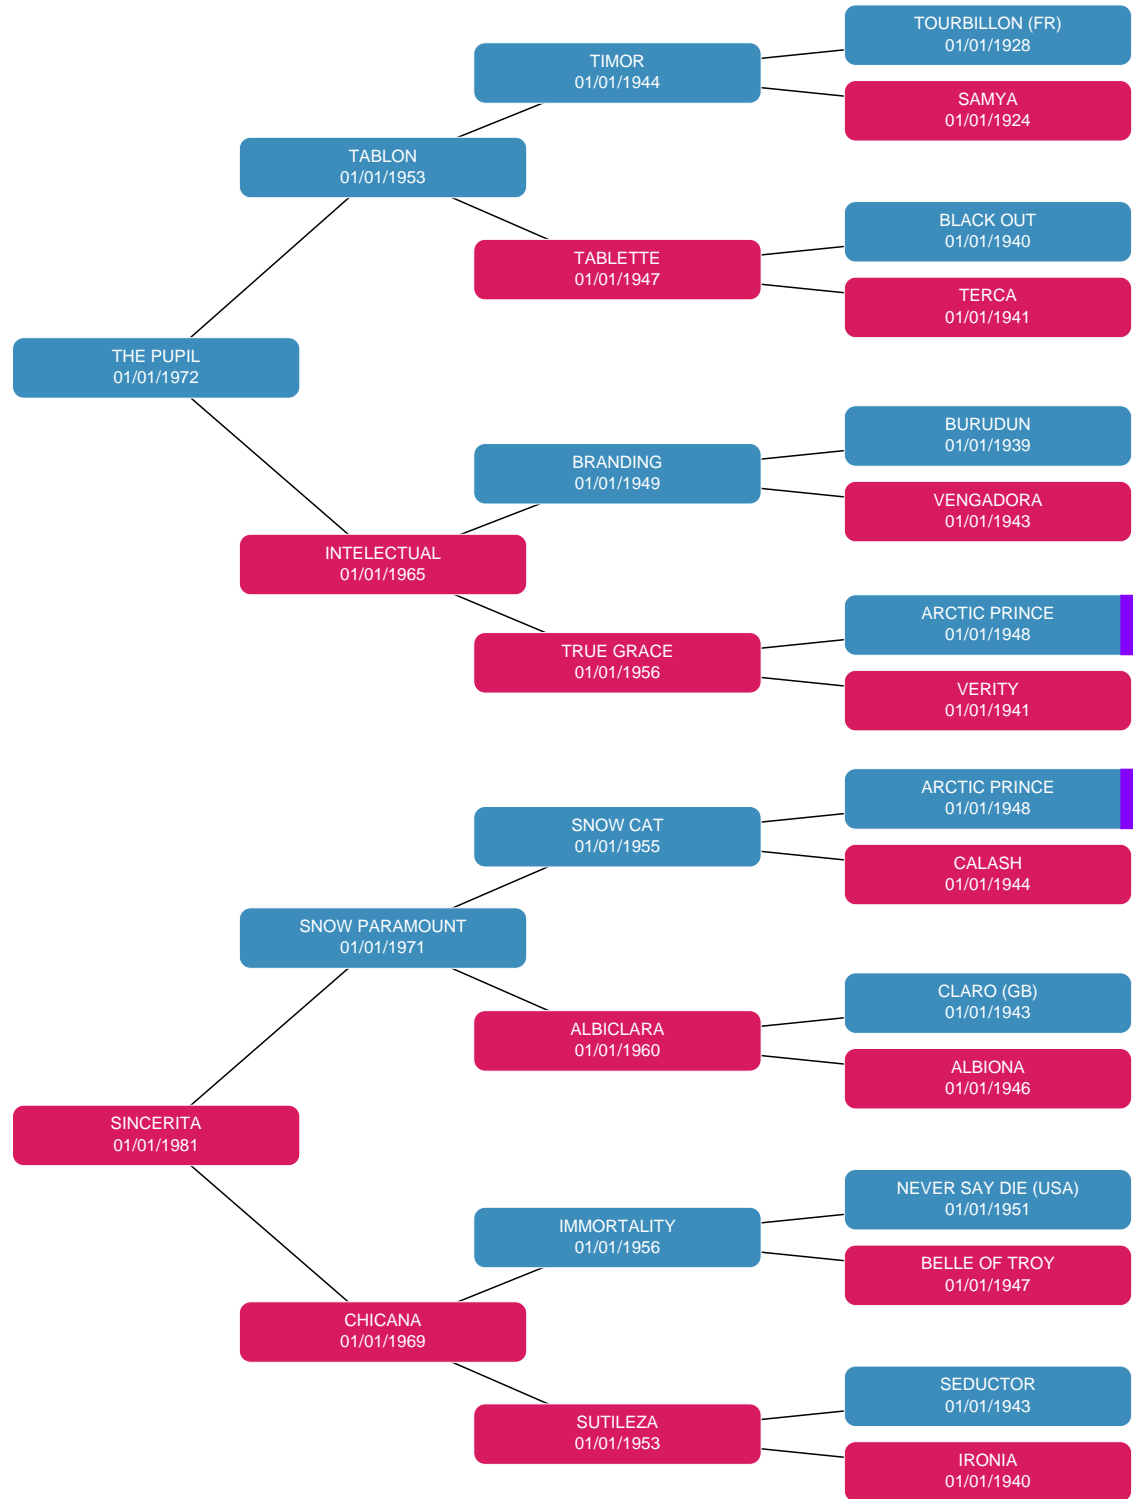 TOURBILLON (FR)
01/01/1928
TIMOR
01/01/1944
SAMYA
01/01/1924
TABLON
01/01/1953
BLACK OUT
01/01/1940
TABLETTE
01/01/1947
TERCA
01/01/1941
THE PUPIL
01/01/1972
BURUDUN
01/01/1939
BRANDING
01/01/1949
VENGADORA
01/01/1943
INTELECTUAL
01/01/1965
ARCTIC PRINCE
01/01/1948
TRUE GRACE
01/01/1956
VERITY
01/01/1941
ARCTIC PRINCE
01/01/1948
SNOW CAT
01/01/1955
CALASH
01/01/1944
SNOW PARAMOUNT
01/01/1971
CLARO (GB)
01/01/1943
ALBICLARA
01/01/1960
ALBIONA
01/01/1946
SINCERITA
01/01/1981
NEVER SAY DIE (USA)
01/01/1951
IMMORTALITY
01/01/1956
BELLE OF TROY
01/01/1947
CHICANA
01/01/1969
SEDUCTOR
01/01/1943
SUTILEZA
01/01/1953
IRONIA
01/01/1940